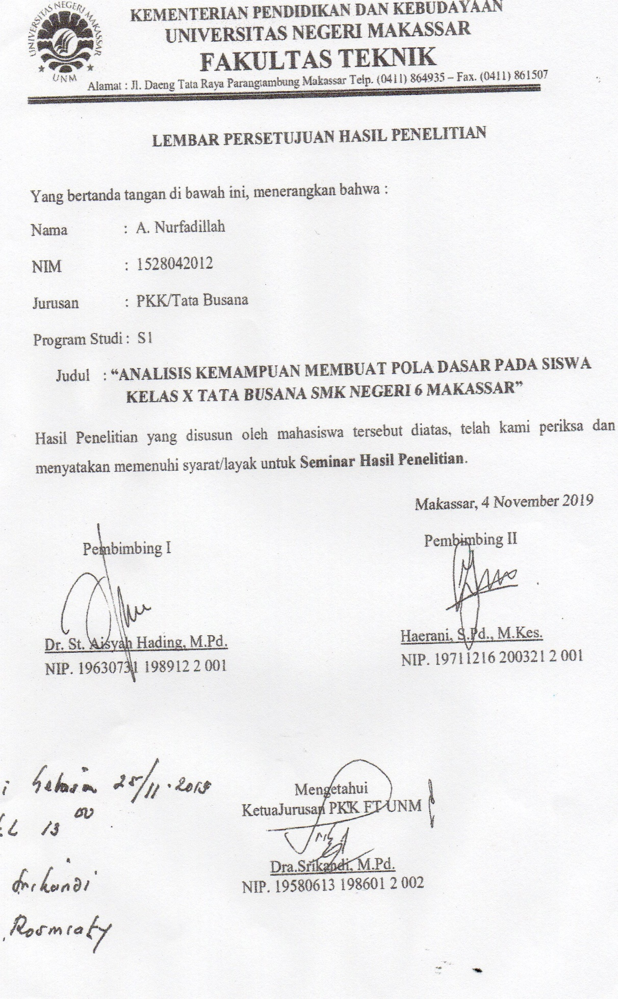 UNIVERSITAS NEGERI MAKASSAR
UNM
KEMENTERIAN PENDIDIKAN DAN KEBUDAYAAN
UNIVERSITAS NEGERI MAKASSAR
FAKULTAS TEKNIK
Alamat : Jl. Daeng Tata Raya Parangtambung Makassar Telp. (0411) 864935 – Fax. (0411) 861507
LEMBAR PERSETUJUAN HASIL PENELITIAN
Yang bertanda tangan di bawah ini, menerangkan bahwa :
Nama : A. Nurfadillah
NIM : 1528042012
Jurusan : PKK/Tata Busana
Program Studi : S1
Judul : “ANALISIS KEMAMPUAN MEMBUAT POLA DASAR PADA SISWA
KELAS X TATA BUSANA SMK NEGERI 6 MAKASSAR”
Hasil Penelitian yang disusun oleh mahasiswa tersebut diatas, telah kami periksa dan
menyatakan memenuhi syarat/layak untuk Seminar Hasil Penelitian.
Makassar, 4 November 2019
Pembimbing I
Pembimbing II
Dr. St. Aisyah Hading, M.Pd.
NIP. 19630731 198912 2 001
Haerani, S.Pd., M.Kes.
NIP. 19711216 200321 2 001
Mengetahui
KetuaJurusan PKK FT UNM
Dra.Srikandi, M.Pd.
NIP. 19580613 198601 2 002
25/11-2019
13 00
Srikandi
Rosmiaty